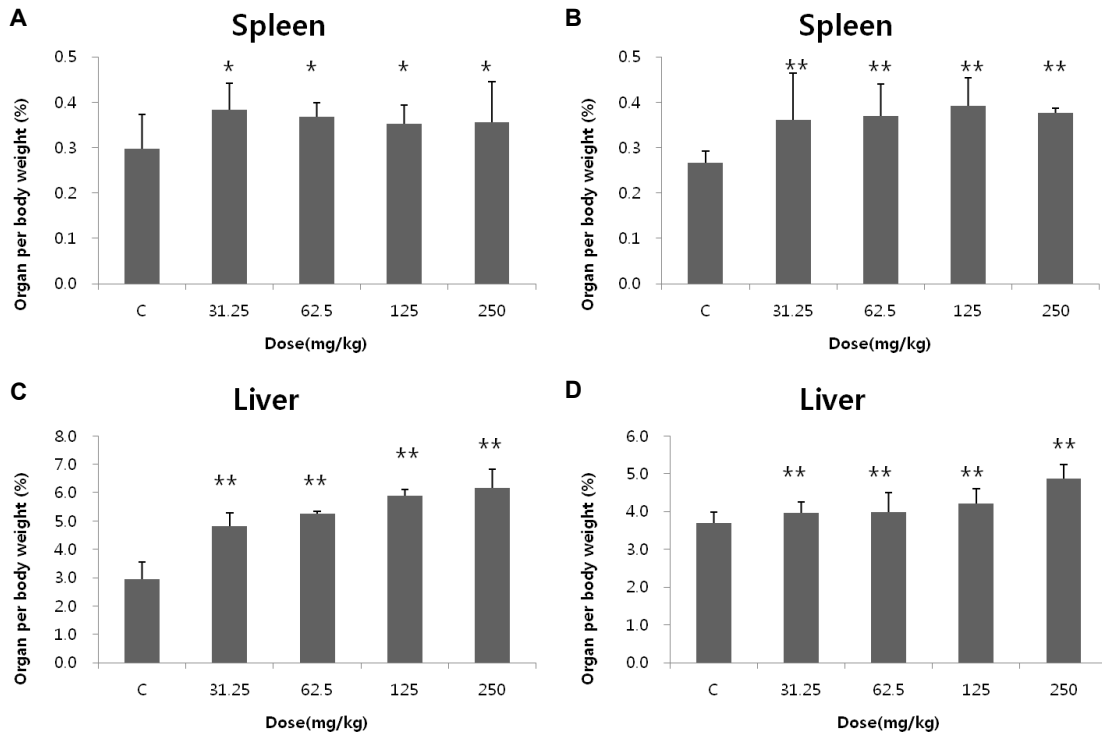 A
Spleen
Organ per body weight (%)
0.5
0.4
0.3
0.2
0.1
0.0
* * * *
C 31.25 62.5 125 250
Dose(mg/kg)
B
Spleen
Organ per body weight (%)
0.5
0.4
0.3
0.2
0.1
0.0
** ** ** **
C 31.25 62.5 125 250
Dose(mg/kg)
C
Liver
Organ per body weight (%)
8.0
7.0
6.0
5.0
4.0
3.0
2.0
1.0
0.0
** ** ** **
C 31.25 62.5 125 250
Dose(mg/kg)
D
Liver
Organ per body weight (%)
6.0
5.0
4.0
3.0
2.0
1.0
0.0
** ** ** **
C 31.25 62.5 125 250
Dose(mg/kg)